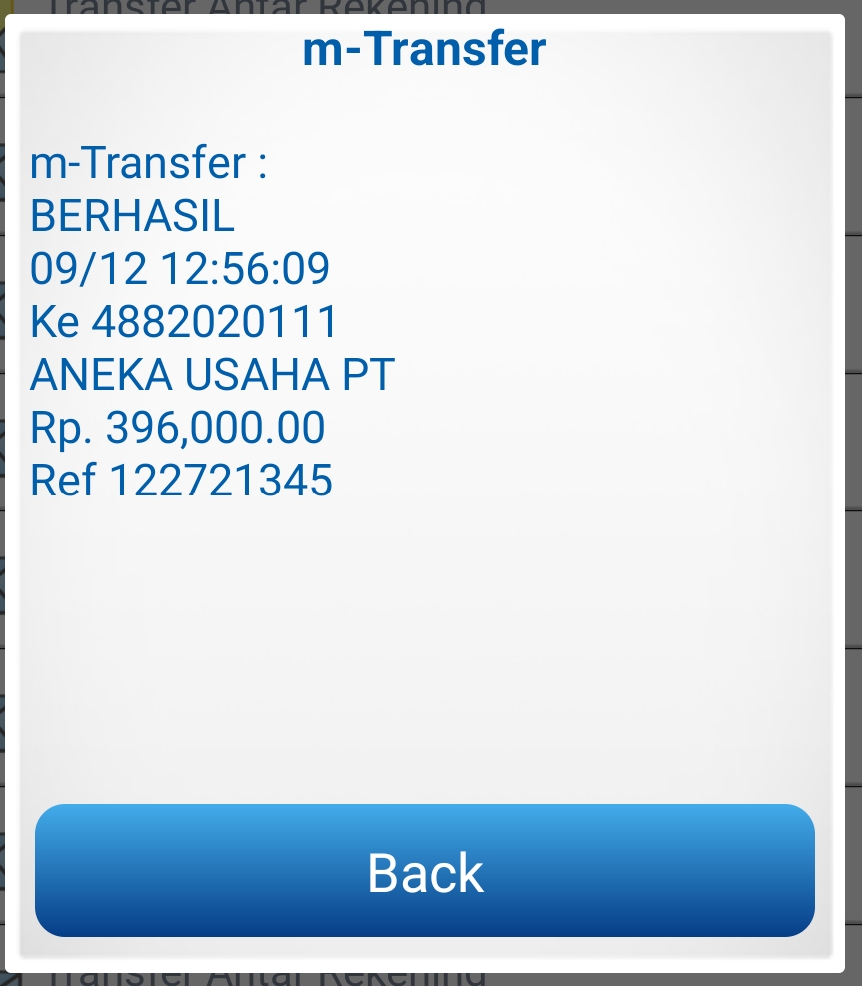 Transfer Antar Rekening
m-Transfer
m-Transfer :
BERHASIL
09/12 12:56:09
Ke 4882020111
ANEKA USAHA PT
Rp. 396,000.00
Ref 122721345
Back
Transfer Antar Rekening